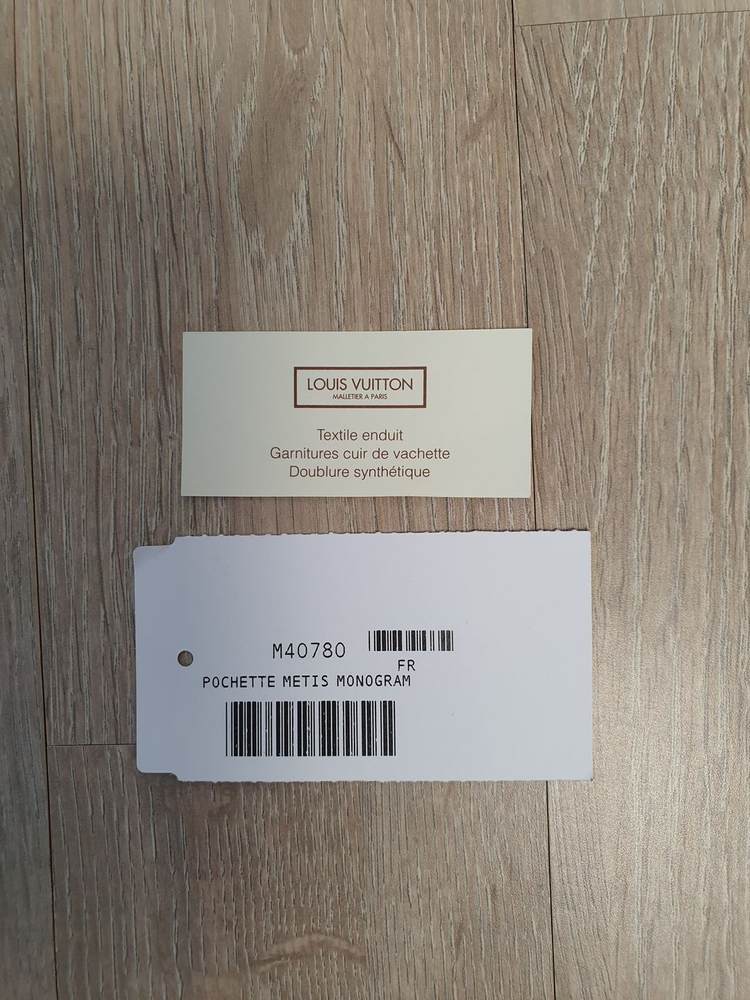 LOUIS VUITTON
MALLETIER A PARIS
Textile enduit
Garnitures cuir de vachette
Doublure synthétique
M40780
FR
POCHETTE METIS MONOGRAM